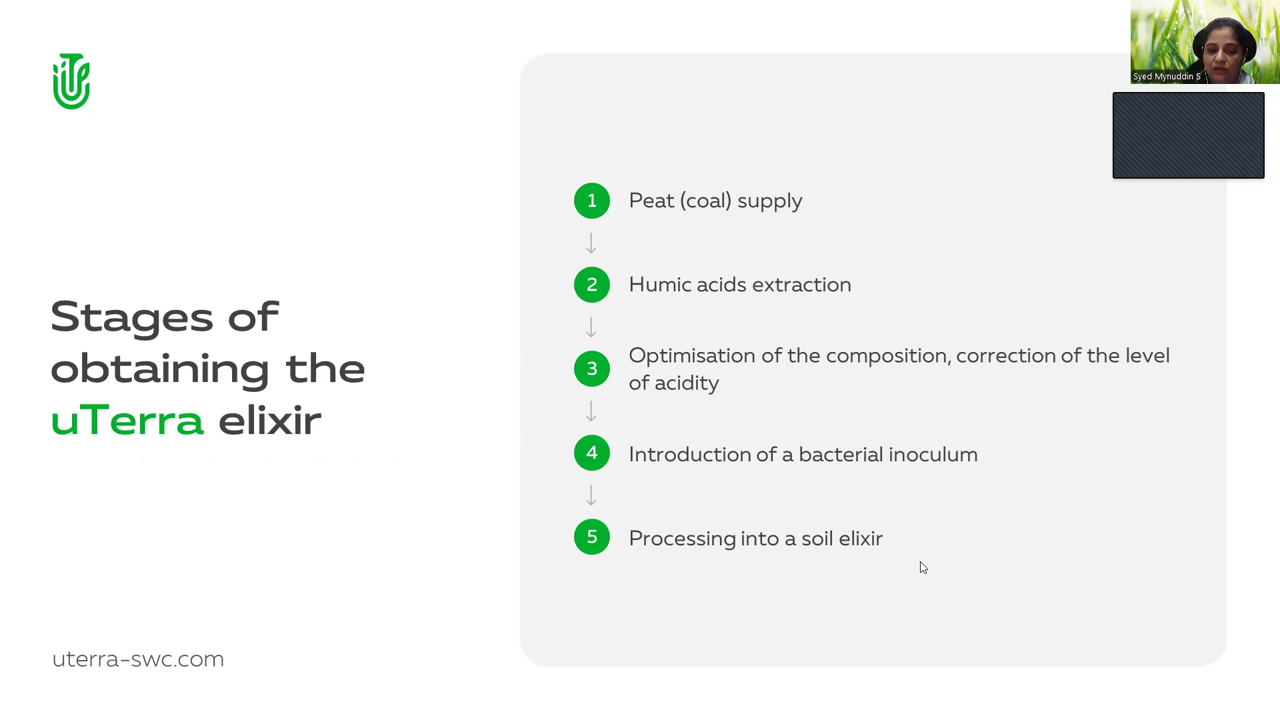 Syed Mynuddin S
Stages of
obtaining the
uTerra elixir
1 Peat (coal) supply
↓
2 Humic acids extraction
↓
3 Optimisation of the composition, correction of the level
of acidity
↓
4 Introduction of a bacterial inoculum
↓
5 Processing into a soil elixir
uterra-swc.com